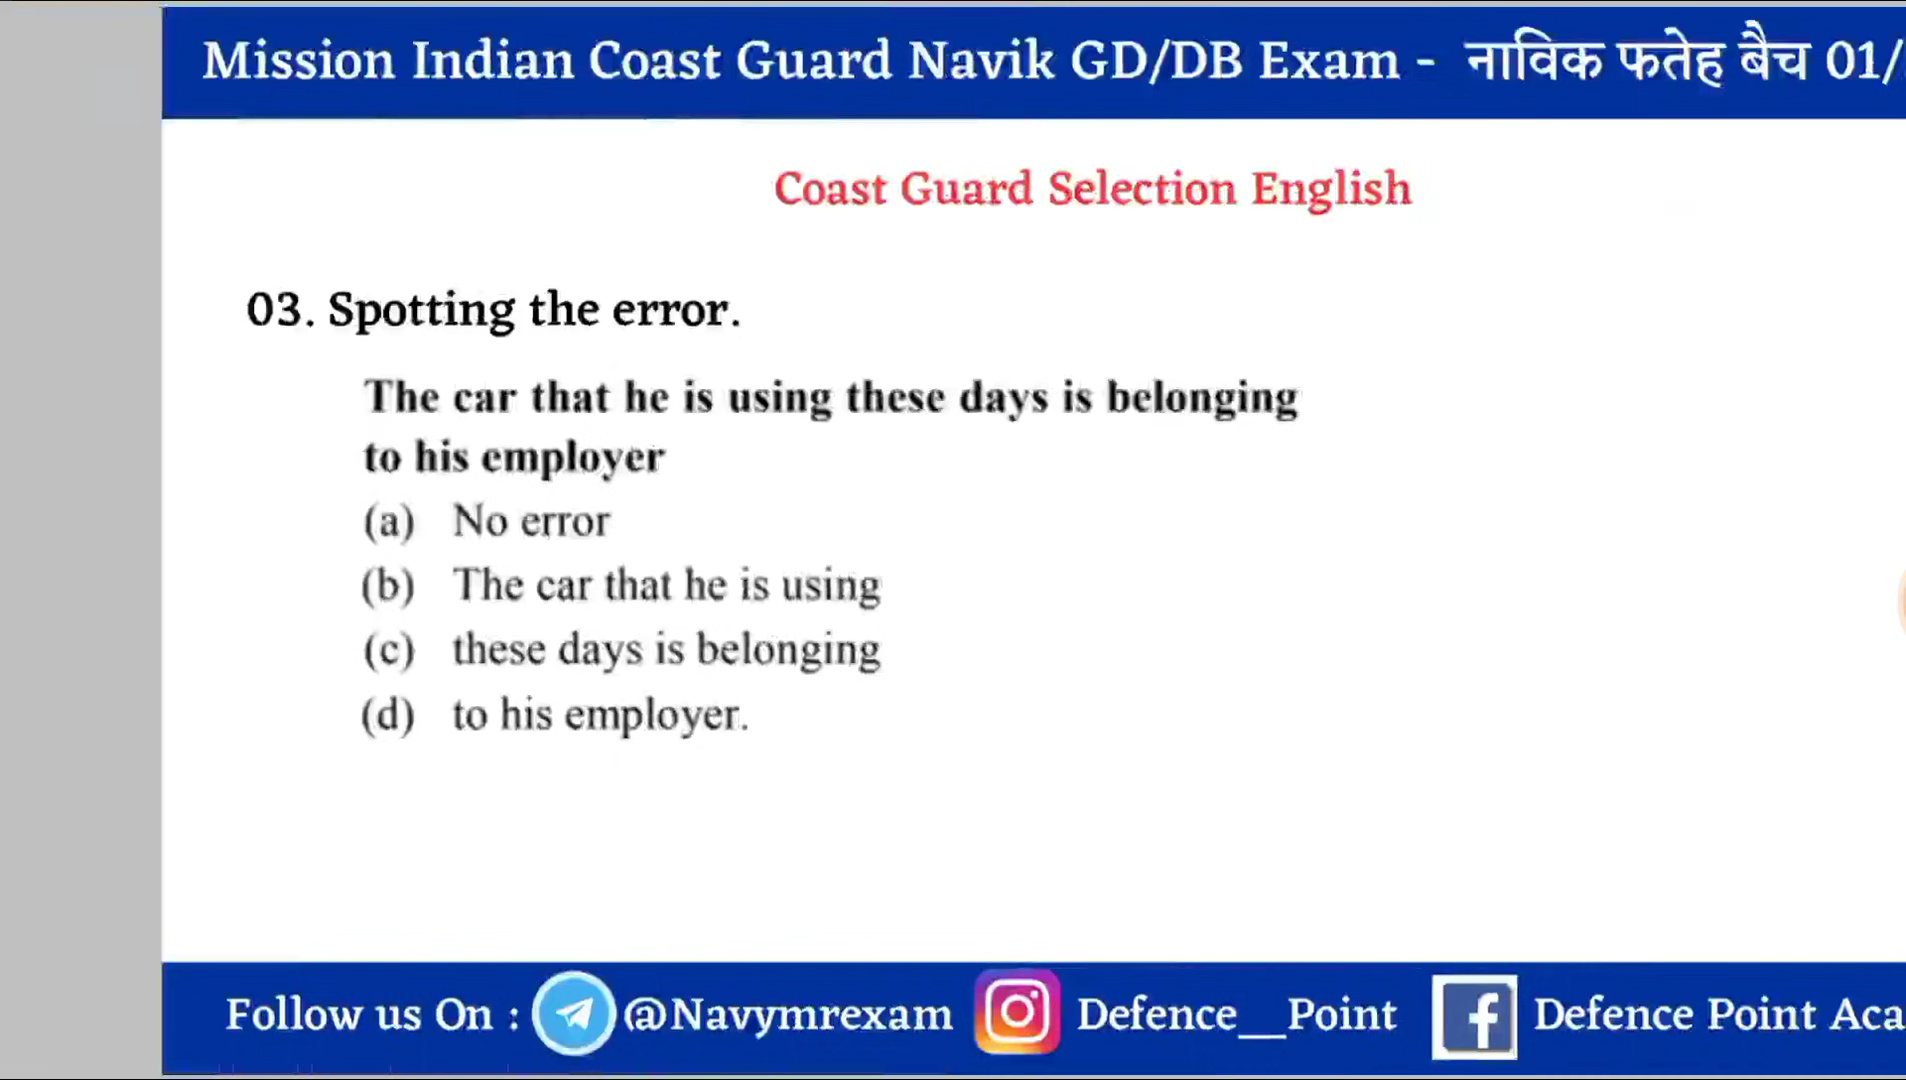 Mission Indian Coast Guard Navik GD/DB Exam - नाविक फतेह बैच 01/
Coast Guard Selection English
03. Spotting the error.
The car that he is using these days is belonging
to his employer
(a) No error
(b) The car that he is using
(c) these days is belonging
(d) to his employer.
Follow us On : @Navymrexam Defence__Point Defence Point Aca